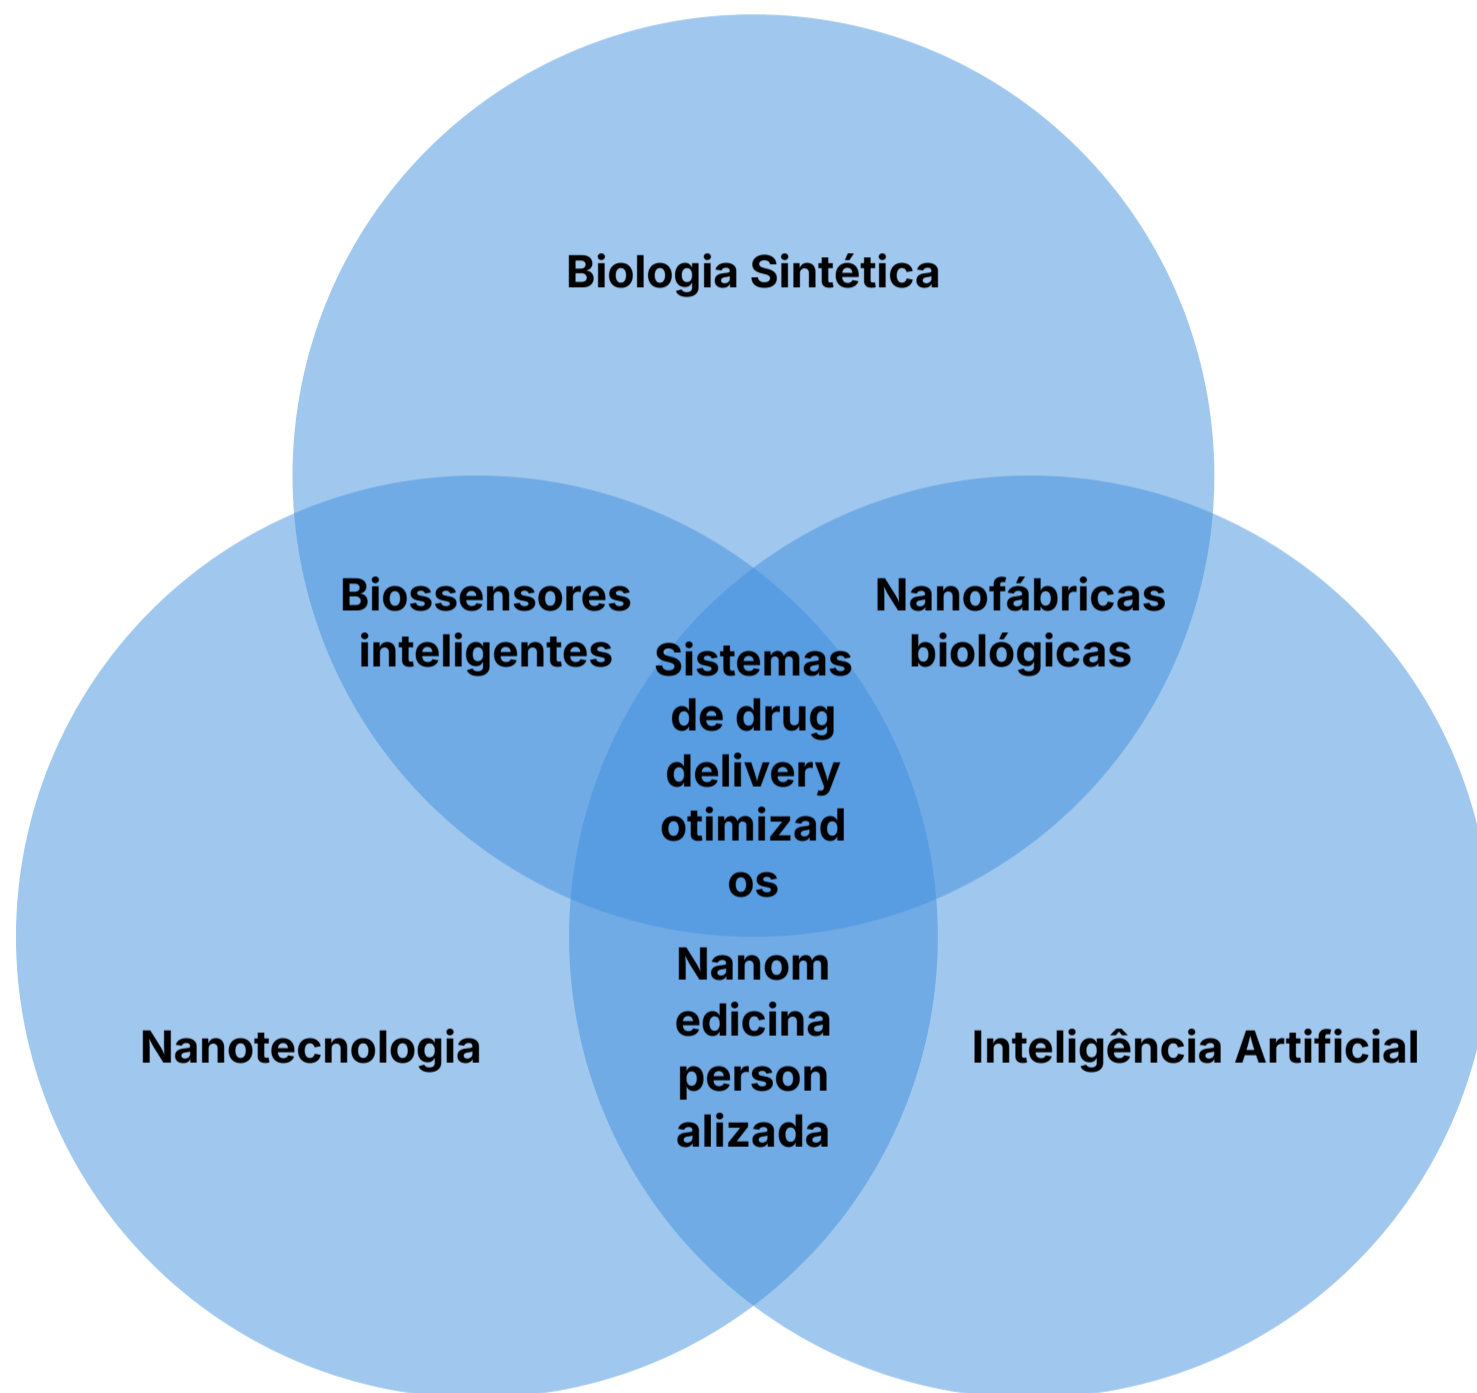 Biologia Sintética
Biossensores
inteligentes
Nanofábricas
biológicas
Sistemas
de drug
delivery
otimizad
os
Nanom
edicina
person
alizada
Nanotecnologia
Inteligência Artificial